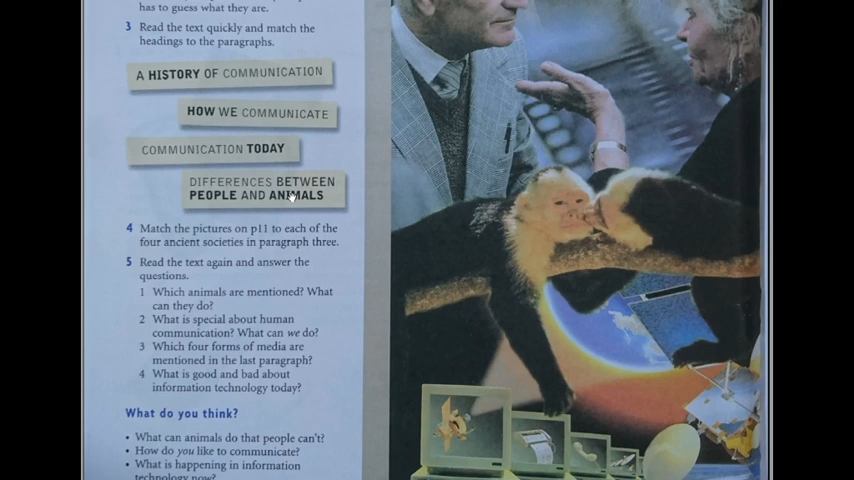 has to guess what they are.
3 Read the text quickly and match the
headings to the paragraphs.
A HISTORY OF COMMUNICATION
HOW WE COMMUNICATE
COMMUNICATION TODAY
DIFFERENCES BETWEEN
PEOPLE AND ANIMALS
4 Match the pictures on p11 to each of the
four ancient societies in paragraph three.
5 Read the text again and answer the
questions.
1 Which animals are mentioned? What
can they do?
2 What is special about human
communication? What can we do?
3 Which four forms of media are
mentioned in the last paragraph?
4 What is good and bad about
information technology today?
What do you think?
• What can animals do that people can't?
• How do you like to communicate?
• What is happening in information
technology now?